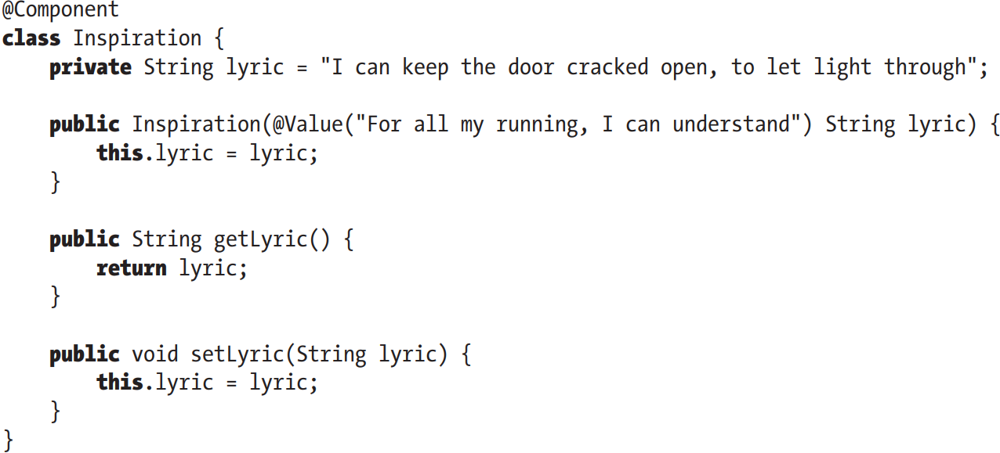 @Component
class Inspiration {
    private String lyric = "I can keep the door cracked open, to let light through";

    public Inspiration(@Value("For all my running, I can understand") String lyric) {
        this.lyric = lyric;
    }

    public String getLyric() {
        return lyric;
    }

    public void setLyric(String lyric) {
        this.lyric = lyric;
    }
}